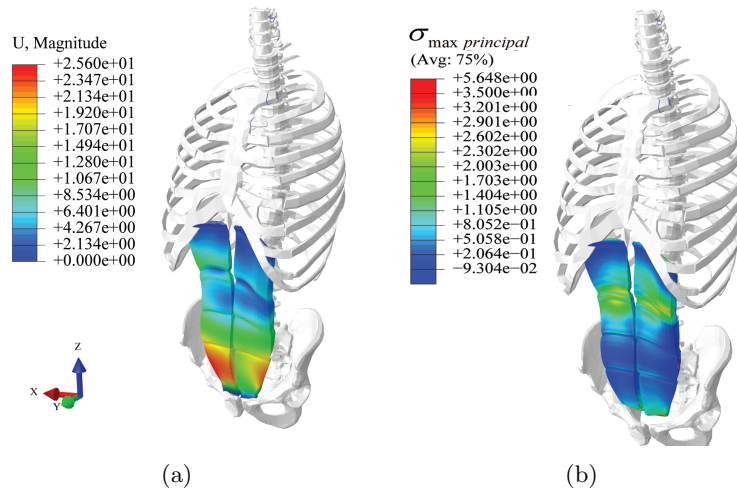 U, Magnitude
+2.560e+01
+2.347e+01
+2.134e+01
+1.920e+01
+1.707e+01
+1.494e+01
+1.280e+01
+1.067e+01
+8.534e+00
+6.401e+00
+4.267e+00
+2.134e+00
+0.000e+00
Z
X
Y
(a)
σmax principal
(Avg: 75%)
+5.648e+00
+3.500e+00
+3.201e+00
+2.901e+00
+2.602e+00
+2.302e+00
+2.003e+00
+1.703e+00
+1.404e+00
+1.105e+00
+8.052e−01
+5.058e−01
+2.064e−01
−9.304e−02
(b)